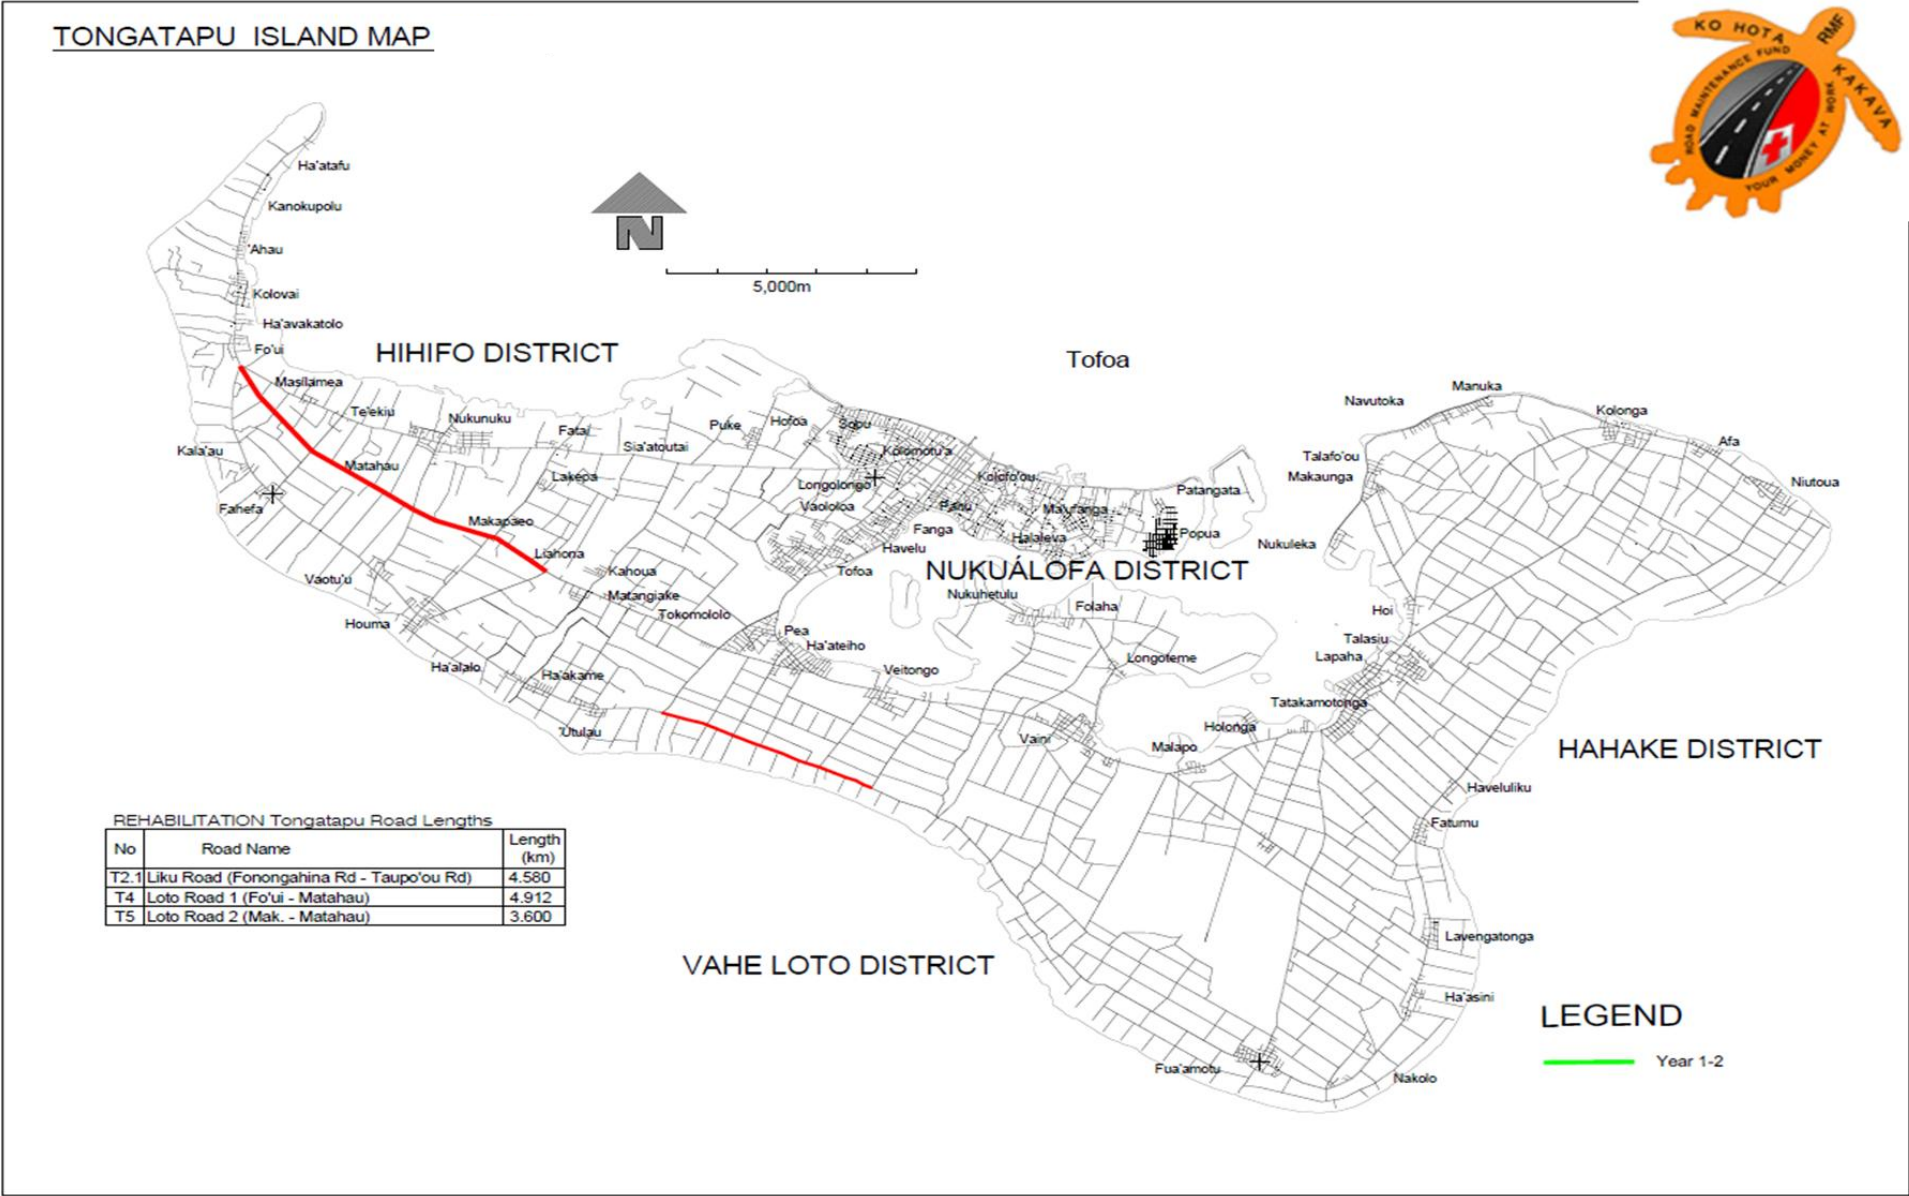 TONGATAPU ISLAND MAP
KO HOTA
RMF
KAKAVA
ROAD MAINTENANCE FUND
YOUR MONEY AT WORK
Ha'atafu
Kanokupolu
'Ahau
N
Kolovai
5,000m
Ha'avakatolo
Fo'ui
HIHIFO DISTRICT
Tofoa
Masilamea
Manuka
Navutoka
Te'ekiu
Nukunuku
Kolonga
Puke
Hofoa
Sopu
Fatai
Afa
Sia'atoutai
Kala'au
Kolomotu'a
Talafo'ou
Matahau
Lakepa
Longolongo
Kolofo'ou
Makaunga
Niutoua
Patangata
Fahefa
Vaololoa
Panu
Ma'ufanga
Makapaeo
Fanga
Halaleva
Popua
Havelu
Nukuleka
Liahona
Kahoua
Tofoa
NUKUÁLOFA DISTRICT
Vaotu'u
Matangiake
Nukuhetulu
Folaha
Hoi
Houma
Tokomololo
Pea
Ha'ateiho
Talasiu
Lapaha
Ha'alalo
Ha'akame
Veitongo
Longoteme
Tatakamotonga
'Utulau
Vaini
Holonga
Malapo
HAHAKE DISTRICT
Haveluliku
Fatumu
REHABILITATION Tongatapu Road Lengths
No Road Name Length (km)
T2.1 Liku Road (Fonongahina Rd - Taupo'ou Rd) 4.580
T4 Loto Road 1 (Fo'ui - Matahau) 4.912
T5 Loto Road 2 (Mak. - Matahau) 3.600
Lavengatonga
VAHE LOTO DISTRICT
Ha'asini
LEGEND
Year 1-2
Fua'amotu
Nakolo